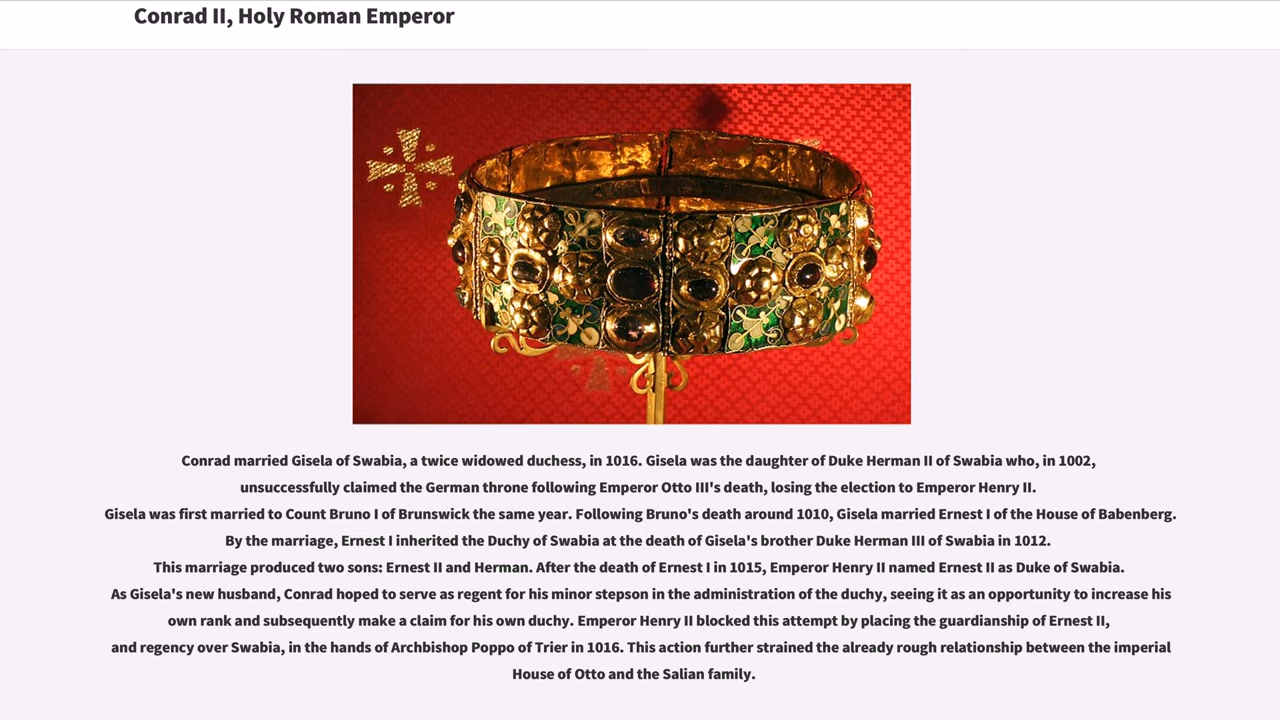 Conrad II, Holy Roman Emperor
Conrad married Gisela of Swabia, a twice widowed duchess, in 1016. Gisela was the daughter of Duke Herman II of Swabia who, in 1002,
unsuccessfully claimed the German throne following Emperor Otto III's death, losing the election to Emperor Henry II.
Gisela was first married to Count Bruno I of Brunswick the same year. Following Bruno's death around 1010, Gisela married Ernest I of the House of Babenberg.
By the marriage, Ernest I inherited the Duchy of Swabia at the death of Gisela's brother Duke Herman III of Swabia in 1012.
This marriage produced two sons: Ernest II and Herman. After the death of Ernest I in 1015, Emperor Henry II named Ernest II as Duke of Swabia.
As Gisela's new husband, Conrad hoped to serve as regent for his minor stepson in the administration of the duchy, seeing it as an opportunity to increase his
own rank and subsequently make a claim for his own duchy. Emperor Henry II blocked this attempt by placing the guardianship of Ernest II,
and regency over Swabia, in the hands of Archbishop Poppo of Trier in 1016. This action further strained the already rough relationship between the imperial
House of Otto and the Salian family.